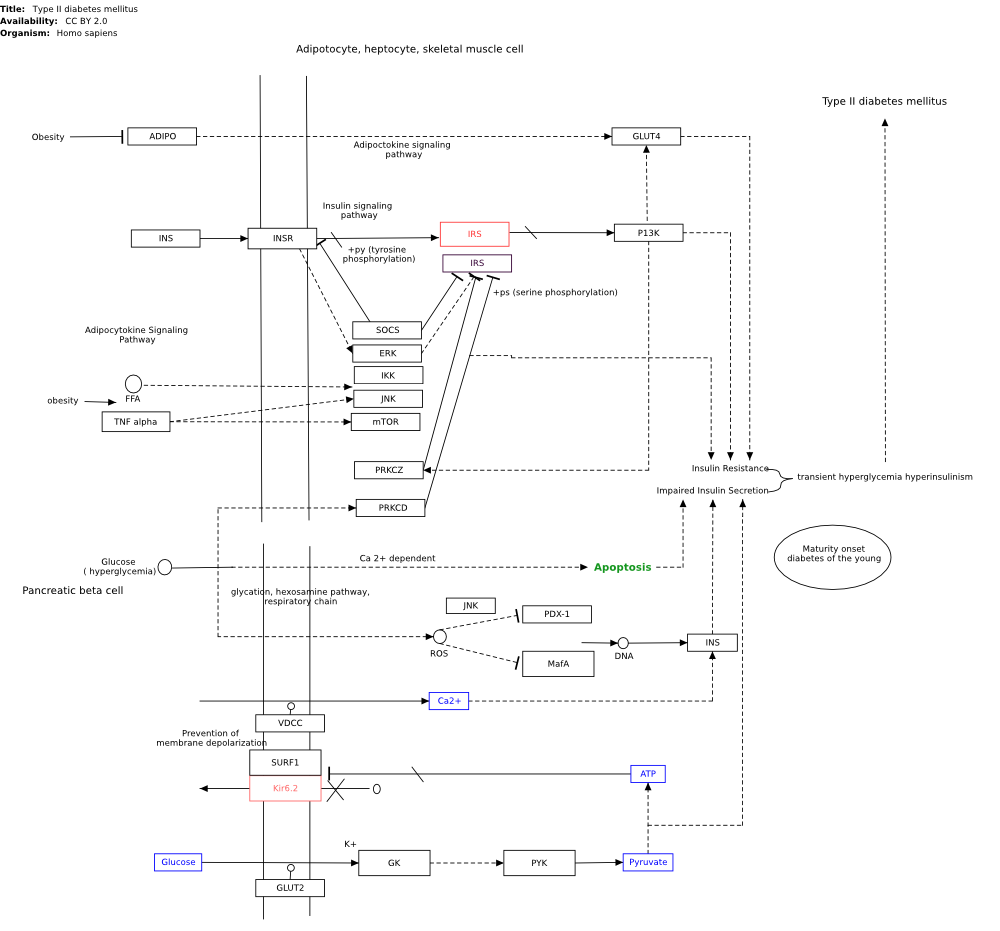 Title: Type II diabetes mellitus
Availability: CC BY 2.0
Organism: Homo sapiens
Adipotocyte, heptocyte, skeletal muscle cell
Type II diabetes mellitus
Obesity
ADIPO
GLUT4
Adipoctokine signaling
pathway
Insulin signaling
pathway
INS
INSR
IRS
P13K
+py (tyrosine
phosphorylation)
IRS
+ps (serine phosphorylation)
Adipocytokine Signaling
Pathway
SOCS
ERK
IKK
FFA
obesity
JNK
TNF alpha
mTOR
PRKCZ
Insulin Resistance
transient hyperglycemia hyperinsulinism
Impaired Insulin Secretion
PRKCD
Maturity onset
diabetes of the young
Glucose
( hyperglycemia)
Ca 2+ dependent
Apoptosis
Pancreatic beta cell
glycation, hexosamine pathway,
respiratory chain
JNK
PDX-1
ROS
DNA
INS
MafA
Ca2+
VDCC
Prevention of
membrane depolarization
SURF1
ATP
Kir6.2
K+
Glucose
GK
PYK
Pyruvate
GLUT2